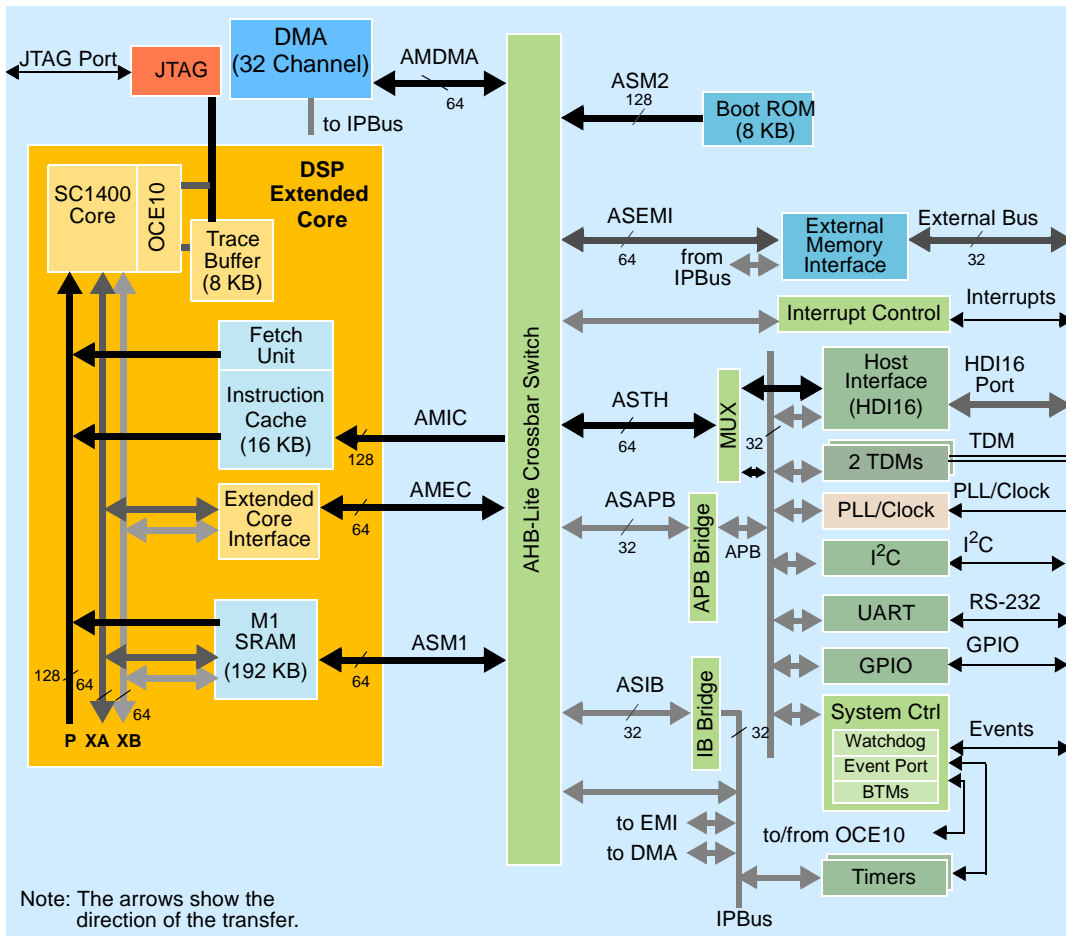 JTAG Port
JTAG
DMA
(32 Channel)
to IPBus
AMDMA
64
ASM2
128
Boot ROM
(8 KB)
DSP
Extended
Core
SC1400
Core
OCE10
Trace
Buffer
(8 KB)
Fetch
Unit
Instruction
Cache
(16 KB)
AMIC
128
Extended
Core
Interface
AMEC
64
M1
SRAM
(192 KB)
ASM1
64
128
64
64
P
XA
XB
AHB-Lite Crossbar Switch
ASEMI
64
from
IPBus
External
Memory
Interface
External Bus
32
Interrupt Control
Interrupts
ASTH
64
MUX
32
Host
Interface
(HDI16)
HDI16
Port
2 TDMs
TDM
ASAPB
32
APB Bridge
APB
PLL/Clock
PLL/Clock
I2C
I2C
UART
RS-232
GPIO
GPIO
ASIB
32
IB Bridge
32
System Ctrl
Watchdog
Event Port
BTMs
Events
to EMI
to DMA
to/from OCE10
Timers
IPBus
Note: The arrows show the
direction of the transfer.